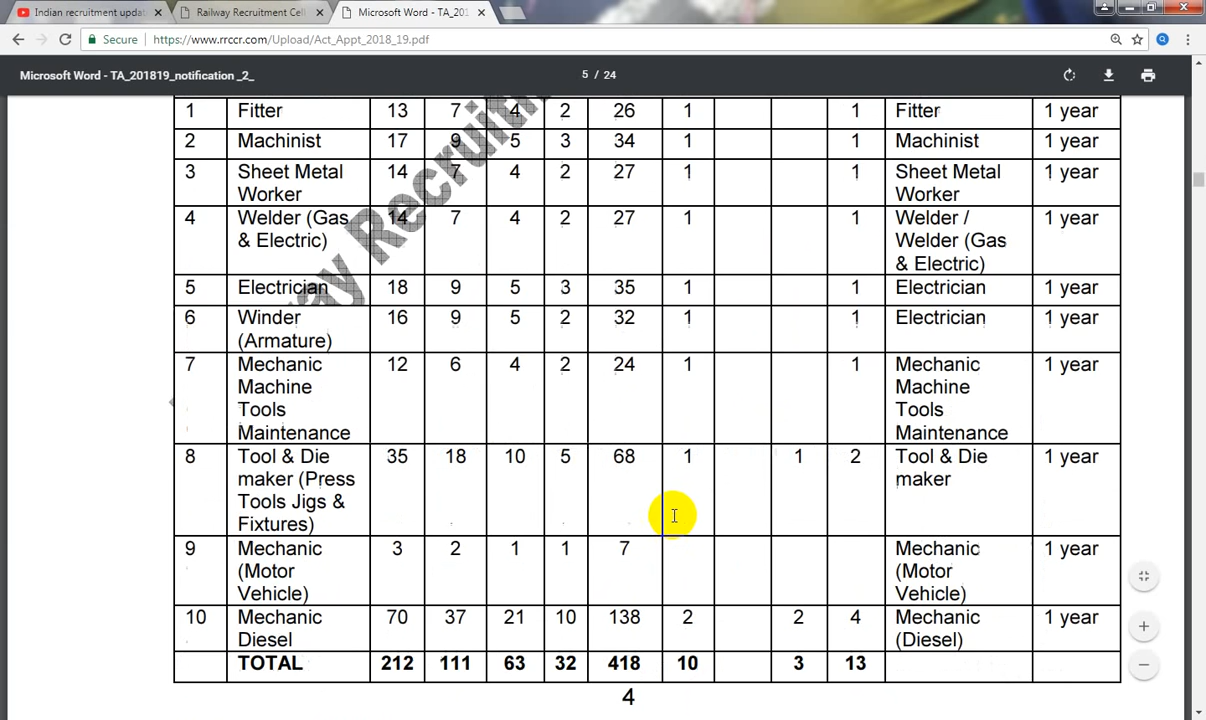 Indian recruitment updat
Railway Recruitment Cel
Microsoft Word - TA_201
Secure https://www.rrccr.com/Upload/Act_Appt_2018_19.pdf
Microsoft Word - TA_201819_notification _2_
5 / 24
1 Fitter 13 7 4 2 26 1 1 Fitter 1 year
2 Machinist 17 9 5 3 34 1 1 Machinist 1 year
3 Sheet Metal 14 7 4 2 27 1 1 Sheet Metal 1 year
Worker Worker
4 Welder (Gas 14 7 4 2 27 1 1 Welder / 1 year
& Electric) Welder (Gas
& Electric)
5 Electrician 18 9 5 3 35 1 1 Electrician 1 year
6 Winder 16 9 5 2 32 1 1 Electrician 1 year
(Armature)
7 Mechanic 12 6 4 2 24 1 1 Mechanic 1 year
Machine Machine
Tools Tools
Maintenance Maintenance
8 Tool & Die 35 18 10 5 68 1 1 2 Tool & Die 1 year
maker (Press maker
Tools Jigs &
Fixtures)
9 Mechanic 3 2 1 1 7 Mechanic 1 year
(Motor (Motor
Vehicle) Vehicle)
10 Mechanic 70 37 21 10 138 2 2 4 Mechanic 1 year
Diesel (Diesel)
TOTAL 212 111 63 32 418 10 3 13
4
way Recruitm